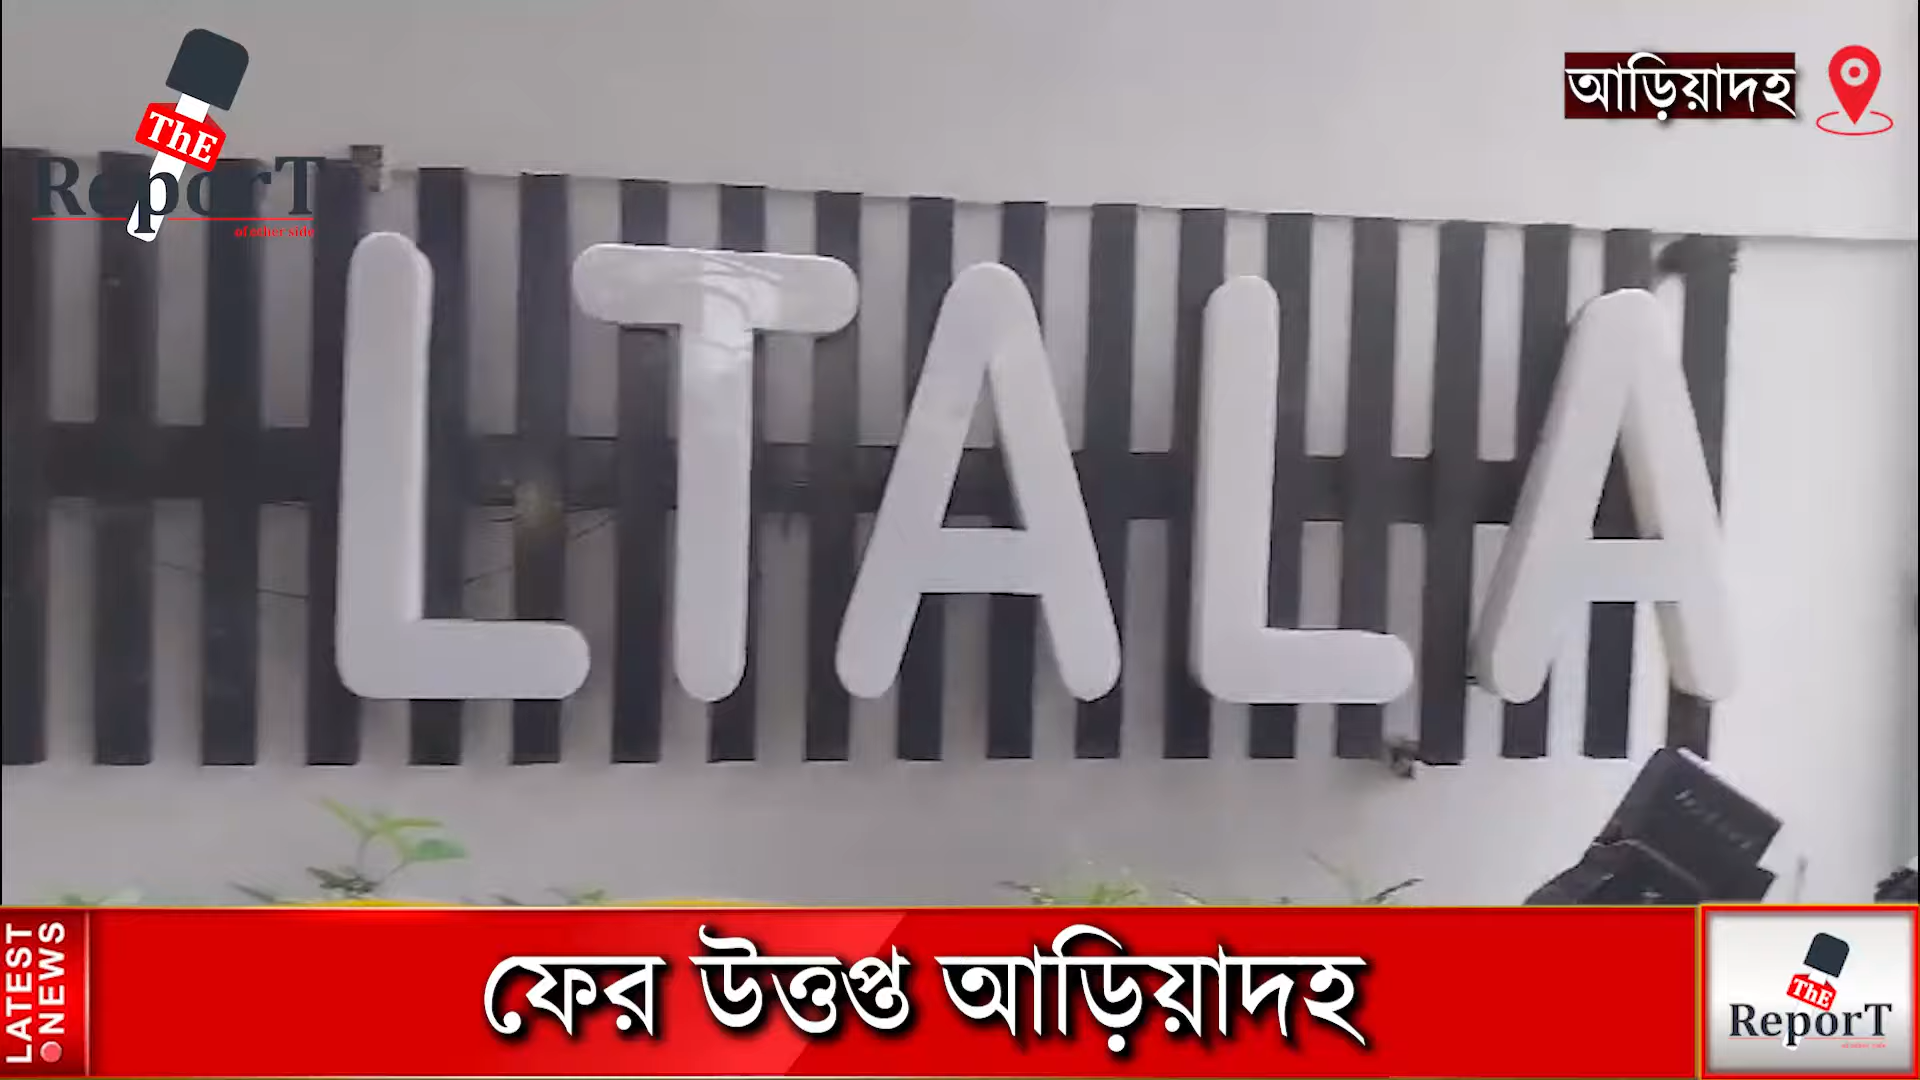 ThE
ReporT
of other side
আড়িয়াদহ
LTALA
LATEST
NEWS
ফের উত্তপ্ত আড়িয়াদহ
ThE
ReporT